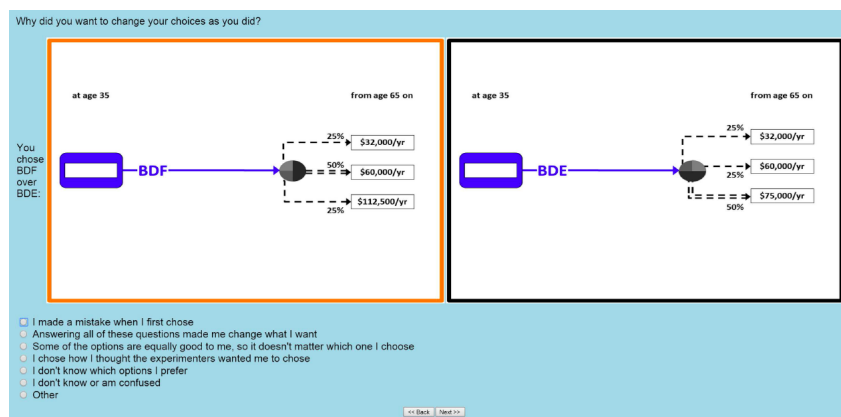 Why did you want to change your choices as you did?
at age 35
from age 65 on
You
chose
BDF
over
BDE:
BDF
25%
$32,000/yr
50%
$60,000/yr
25%
$112,500/yr
at age 35
from age 65 on
BDE
25%
$32,000/yr
$60,000/yr
25%
$75,000/yr
50%
I made a mistake when I first chose
Answering all of these questions made me change what I want
Some of the options are equally good to me, so it doesn't matter which one I choose
I chose how I thought the experimenters wanted me to chose
I don't know which options I prefer
I don't know or am confused
Other
<< Back
Next >>